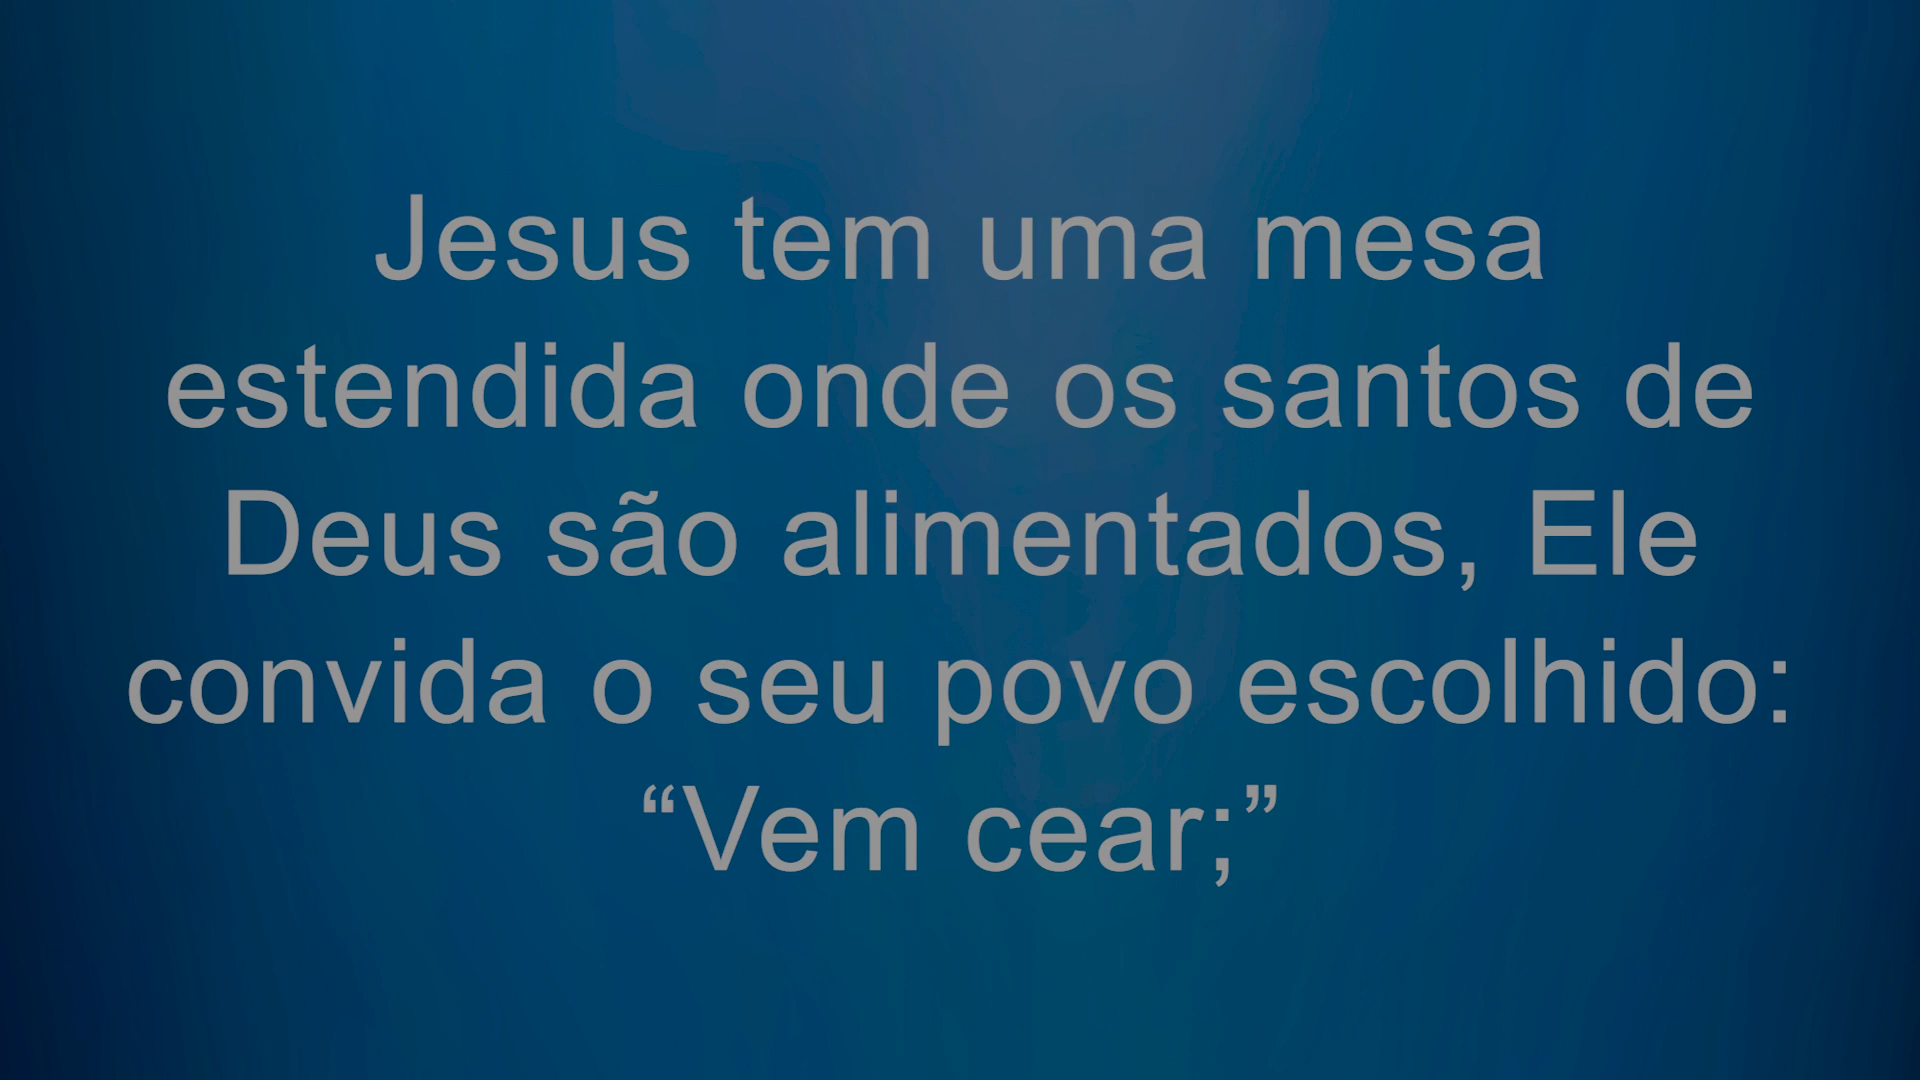 Jesus tem uma mesa
estendida onde os santos de
Deus são alimentados, Ele
convida o seu povo escolhido:
“Vem cear;”